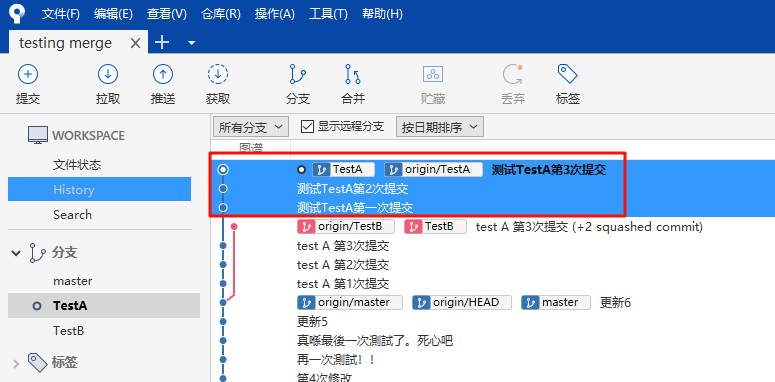 文件(F) 编辑(E) 查看(V) 仓库(R) 操作(A) 工具(T) 帮助(H)
testing merge
提交 拉取 推送 获取 分支 合并 贮藏 丢弃 标签
所有分支 显示远程分支 按日期排序
WORKSPACE
文件状态
History
Search
分支
master
TestA
TestB
标签
图谱
TestA origin/TestA 测试TestA第3次提交
测试TestA第2次提交
测试TestA第一次提交
origin/TestB TestB test A 第3次提交 (+2 squashed commit)
test A 第3次提交
test A 第2次提交
test A 第1次提交
origin/master origin/HEAD master 更新6
更新5
真喺最後一次測試了。死心吧
再一次測試！！
第4次修改